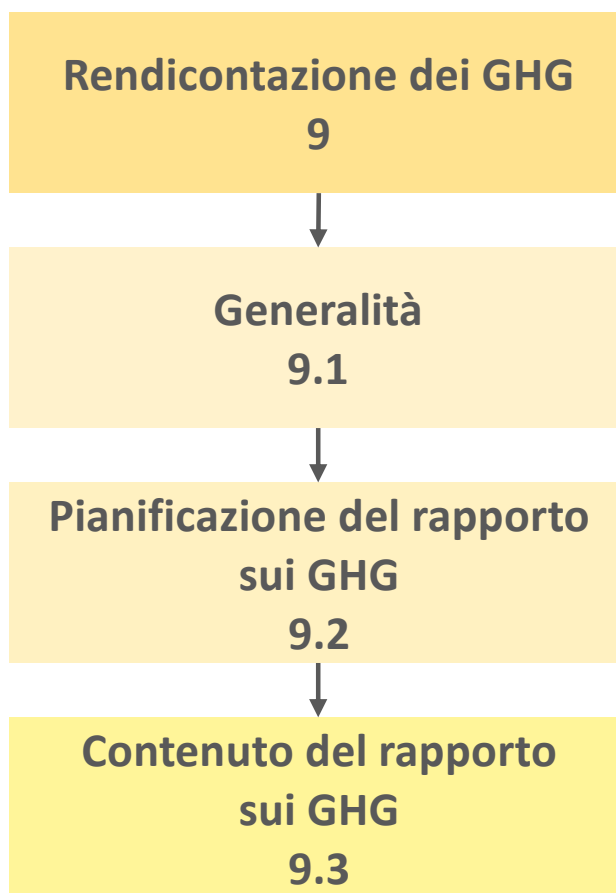 Rendicontazione dei GHG
9
Generalità
9.1
Pianificazione del rapporto
sui GHG
9.2
Contenuto del rapporto
sui GHG
9.3